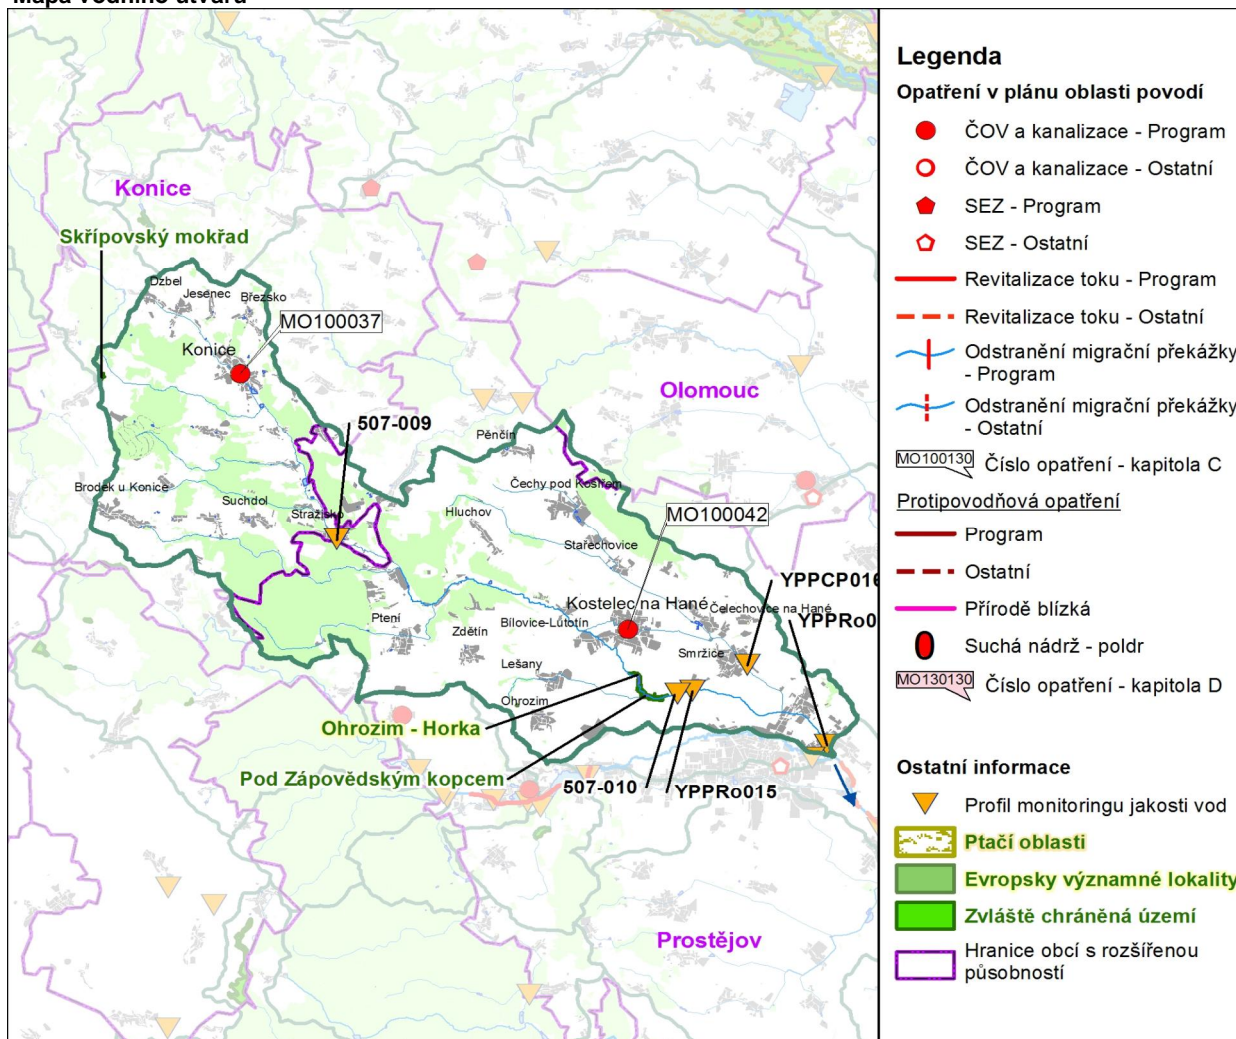 Mapa vodního útvaru
Konice
Skřípovský mokřad
Dzbel
Jesenec
Březsko
MO100037
Konice
Olomouc
507-009
Pěnčín
Brodek u Konice
Suchdol
Stražisko
Hluchov
Čechy pod Kosířem
MO100042
Stařechovice
YPPCP016
Kostelec na Hané
Čelechovice na Hané
YPPRo0
Ptení
Zdětín
Bílovice-Lutotín
Smržice
Lešany
Ohrozim
Ohrozim - Horka
Pod Zápovědským kopcem
507-010
YPPRo015
Prostějov
Legenda
Opatření v plánu oblasti povodí
ČOV a kanalizace - Program
ČOV a kanalizace - Ostatní
SEZ - Program
SEZ - Ostatní
Revitalizace toku - Program
Revitalizace toku - Ostatní
Odstranění migrační překážky
- Program
Odstranění migrační překážky
- Ostatní
MO100130
Číslo opatření - kapitola C
Protipovodňová opatření
Program
Ostatní
Přírodě blízká
Suchá nádrž - poldr
MO130130
Číslo opatření - kapitola D
Ostatní informace
Profil monitoringu jakosti vod
Ptačí oblasti
Evropsky významné lokality
Zvláště chráněná území
Hranice obcí s rozšířenou
působností